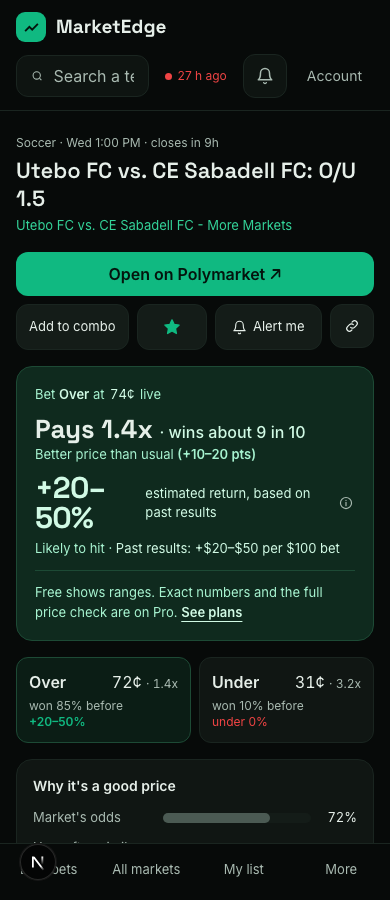 MarketEdge
Search a te
27 h ago
Account
Soccer · Wed 1:00 PM · closes in 9h
Utebo FC vs. CE Sabadell FC: O/U
1.5
Utebo FC vs. CE Sabadell FC - More Markets
Open on Polymarket ↗
Add to combo
Alert me
Bet Over at 74¢ live
Pays 1.4x · wins about 9 in 10
Better price than usual (+10–20 pts)
+20–
50%
estimated return, based on
past results
Likely to hit · Past results: +$20–$50 per $100 bet
Free shows ranges. Exact numbers and the full
price check are on Pro. See plans
Over 72¢ · 1.4x
won 85% before
+20–50%
Under 31¢ · 3.2x
won 10% before
under 0%
Why it's a good price
Market's odds 72%
N
All markets
My list
More